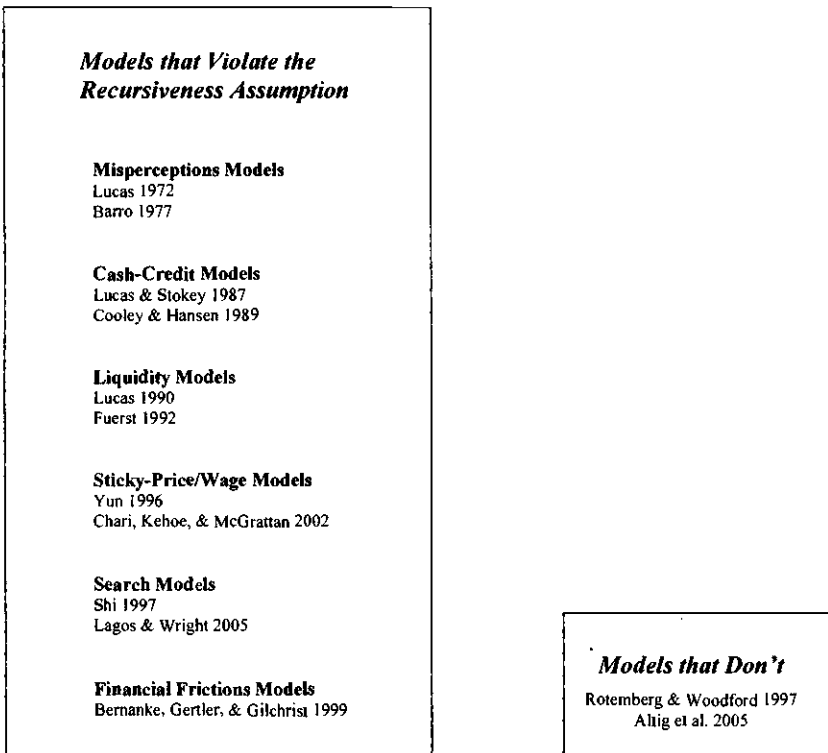 Models that Violate the
Recursiveness Assumption
Misperceptions Models
Lucas 1972
Barro 1977
Cash-Credit Models
Lucas & Stokey 1987
Cooley & Hansen 1989
Liquidity Models
Lucas 1990
Fuerst 1992
Sticky-Price/Wage Models
Yun 1996
Chari, Kehoe, & McGrattan 2002
Search Models
Shi 1997
Lagos & Wright 2005
Financial Frictions Models
Bernanke, Gertler, & Gilchrist 1999
Models that Don't
Rotemberg & Woodford 1997
Altig et al. 2005